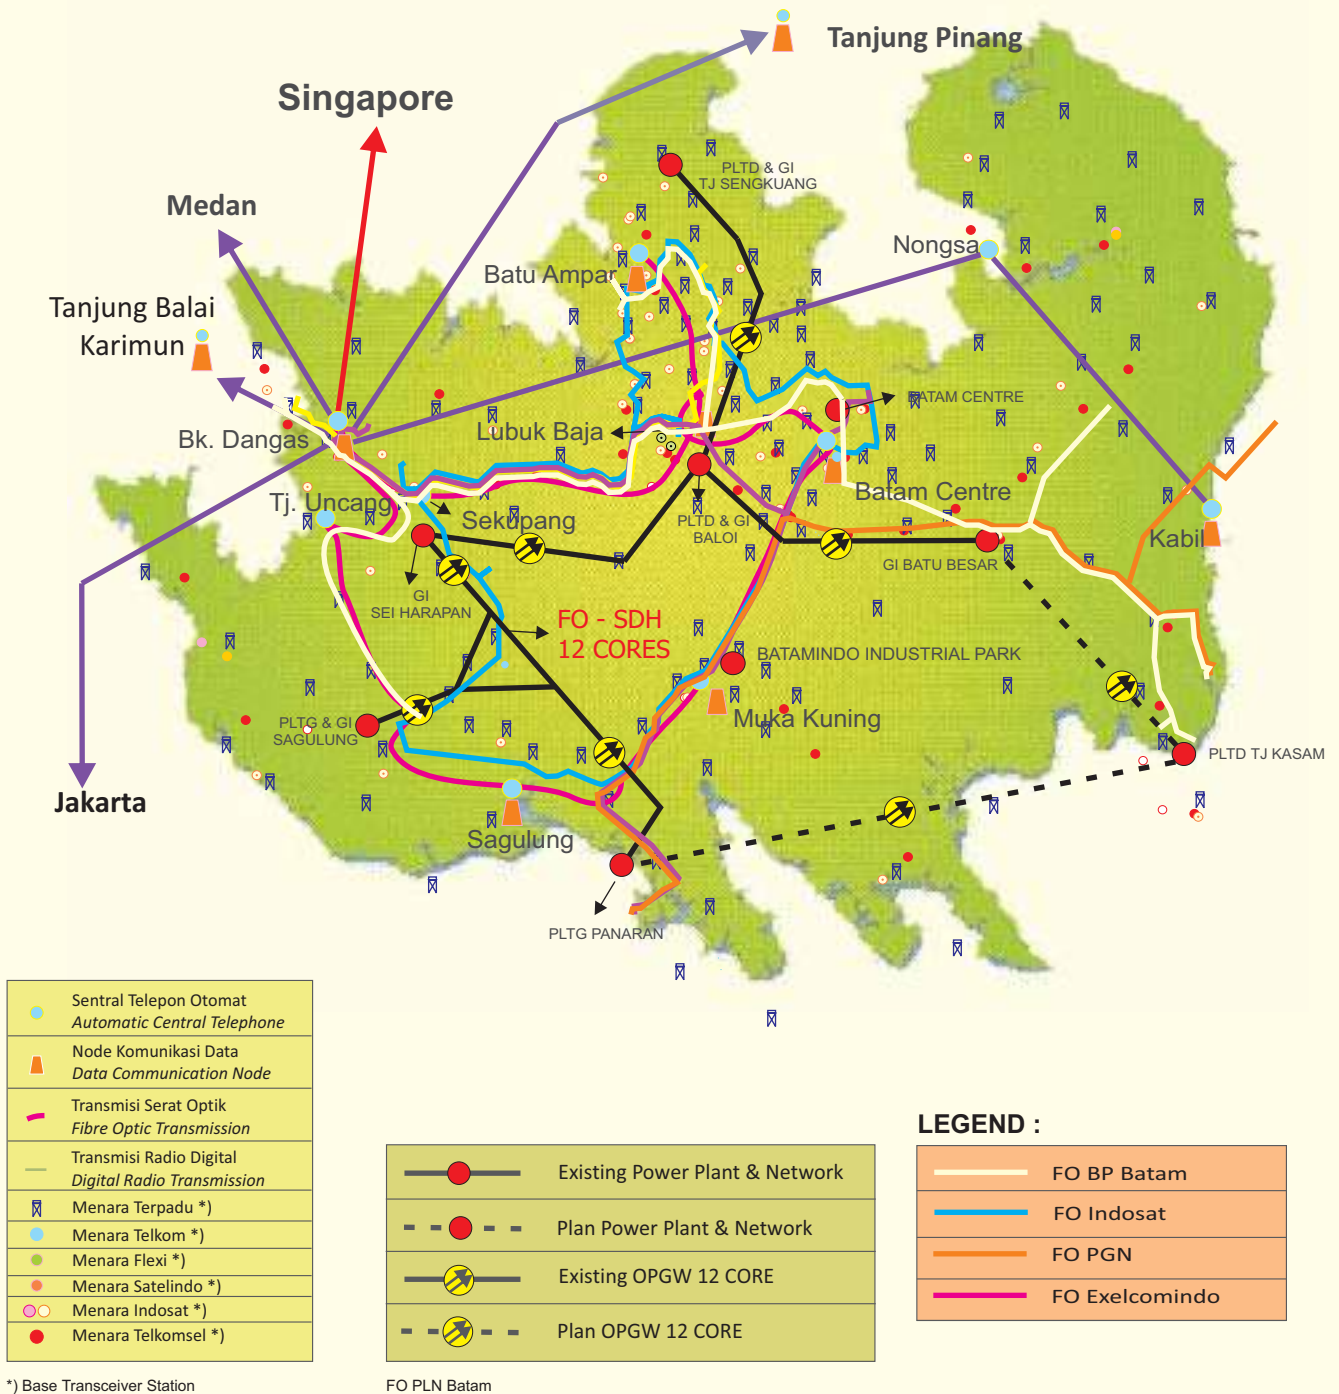 Tanjung Pinang
Singapore
PLTD & GI
TJ SENGKUANG
Medan
Nongsa
Batu Ampar
Tanjung Balai
Karimun
BATAM CENTRE
Lubuk Baja
Bk. Dangas
Tj. Uncang
Batam Centre
Sekupang
PLTD & GI
BALOI
Kabil
GI BATU BESAR
GI
SEI HARAPAN
FO - SDH
12 CORES
BATAMINDO INDUSTRIAL PARK
Muka Kuning
PLTG & GI
SAGULUNG
PLTD TJ KASAM
Jakarta
Sagulung
PLTG PANARAN
Sentral Telepon Otomat
Automatic Central Telephone
Node Komunikasi Data
Data Communication Node
Transmisi Serat Optik
Fibre Optic Transmission
Transmisi Radio Digital
Digital Radio Transmission
Menara Terpadu *)
Menara Telkom *)
Menara Flexi *)
Menara Satelindo *)
Menara Indosat *)
Menara Telkomsel *)
*) Base Transceiver Station
Existing Power Plant & Network
Plan Power Plant & Network
Existing OPGW 12 CORE
Plan OPGW 12 CORE
FO PLN Batam
LEGEND :
FO BP Batam
FO Indosat
FO PGN
FO Exelcomindo